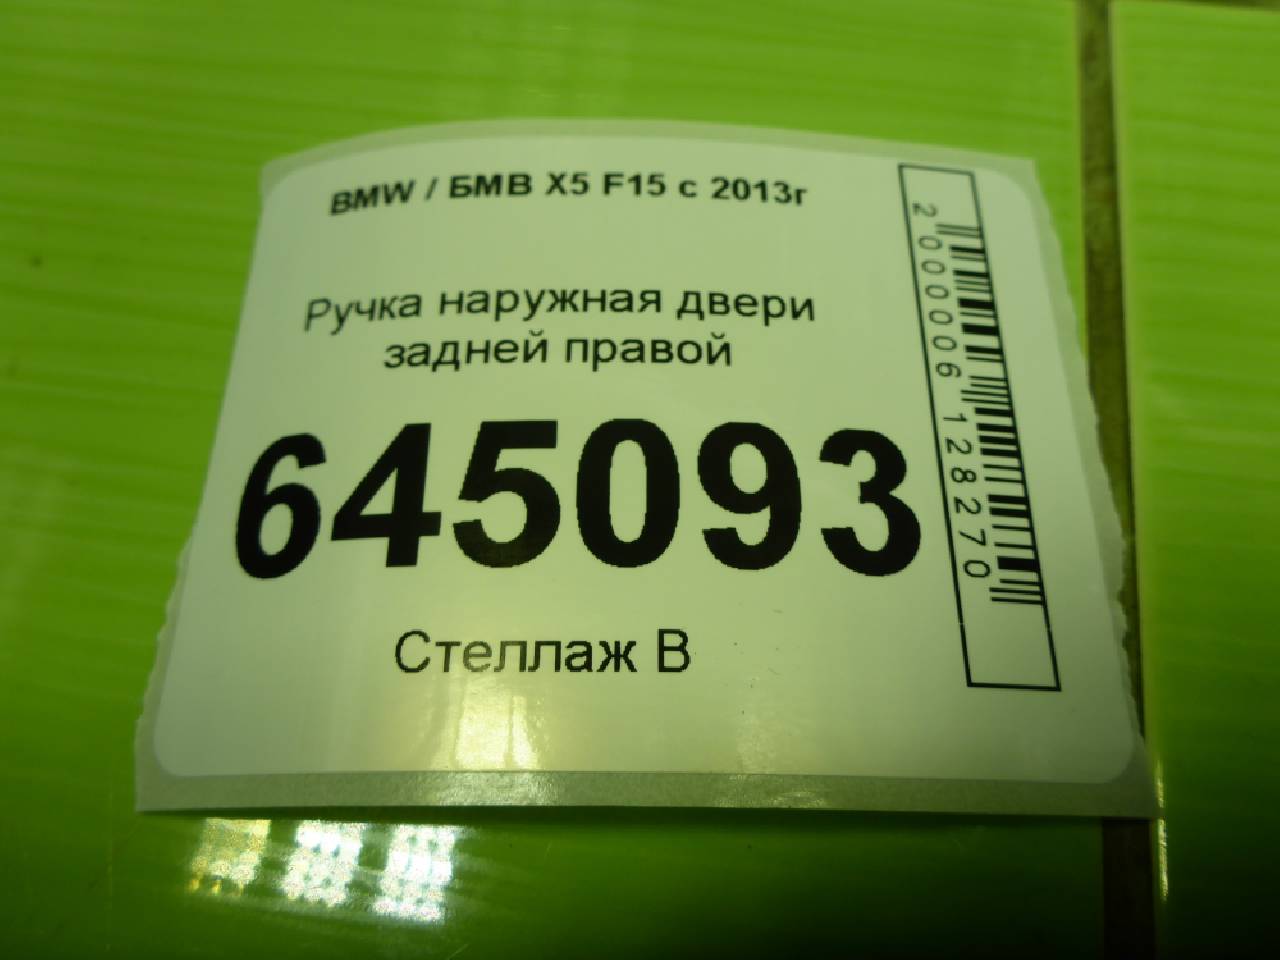 BMW / БМВ X5 F15 с 2013г
Ручка наружная двери
задней правой
645093
Стеллаж В
2000006128270